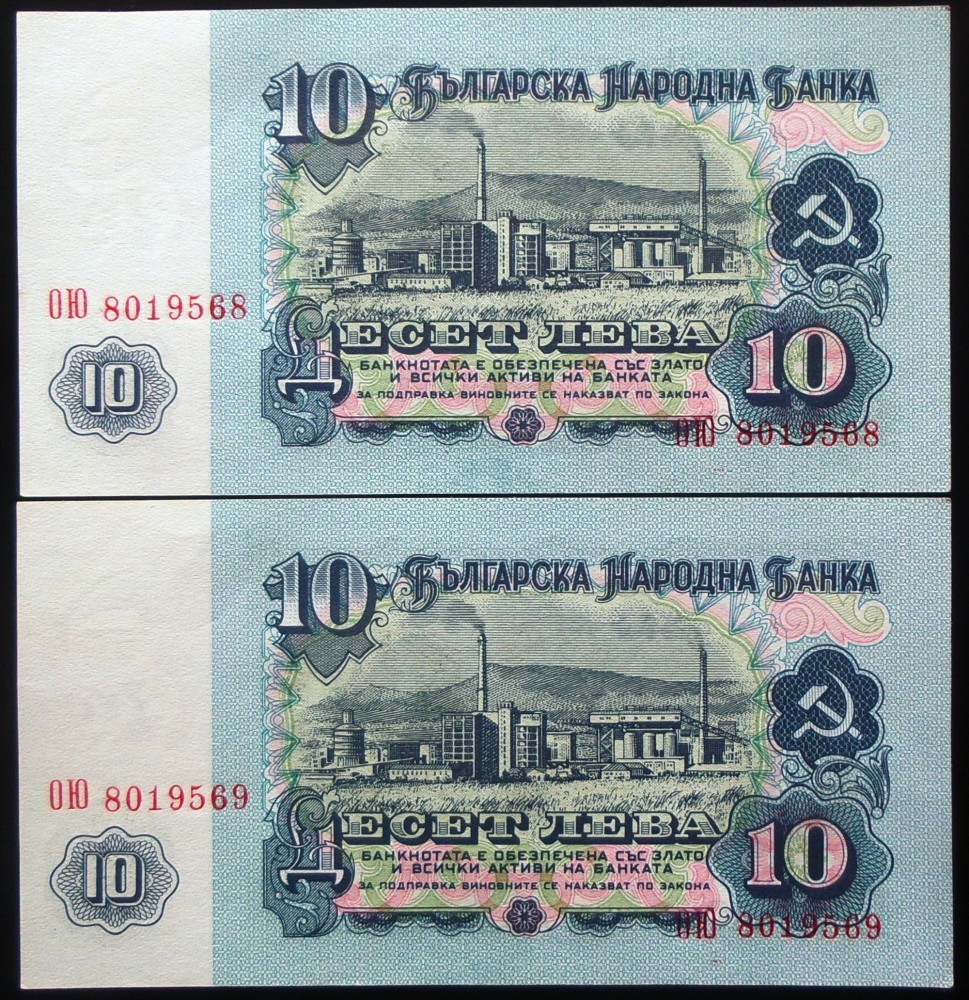 10 БЪЛГАРСКА НАРОДНА БАНКА
ОЮ 8019568
10
ДЕСЕТ ЛЕВА
10
БАНКНОТАТА Е ОБЕЗПЕЧЕНА СЪС ЗЛАТО
И ВСИЧКИ АКТИВИ НА БАНКАТА
ЗА ПОДПРАВКА ВИНОВНИТЕ СЕ НАКАЗВАТ ПО ЗАКОНА
ОЮ 8019568
10 БЪЛГАРСКА НАРОДНА БАНКА
ОЮ 8019569
10
ДЕСЕТ ЛЕВА
10
БАНКНОТАТА Е ОБЕЗПЕЧЕНА СЪС ЗЛАТО
И ВСИЧКИ АКТИВИ НА БАНКАТА
ЗА ПОДПРАВКА ВИНОВНИТЕ СЕ НАКАЗВАТ ПО ЗАКОНА
ОЮ 8019569